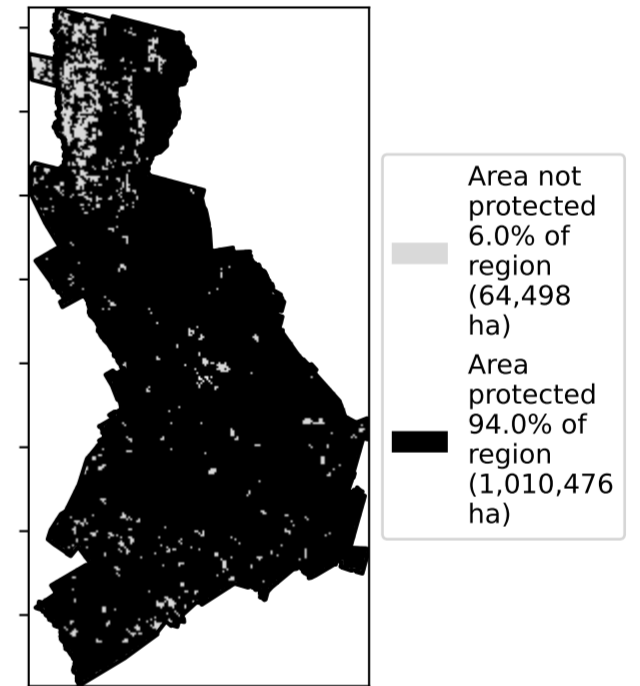 Area not
protected
6.0% of
region
(64,498
ha)
Area
protected
94.0% of
region
(1,010,476
ha)